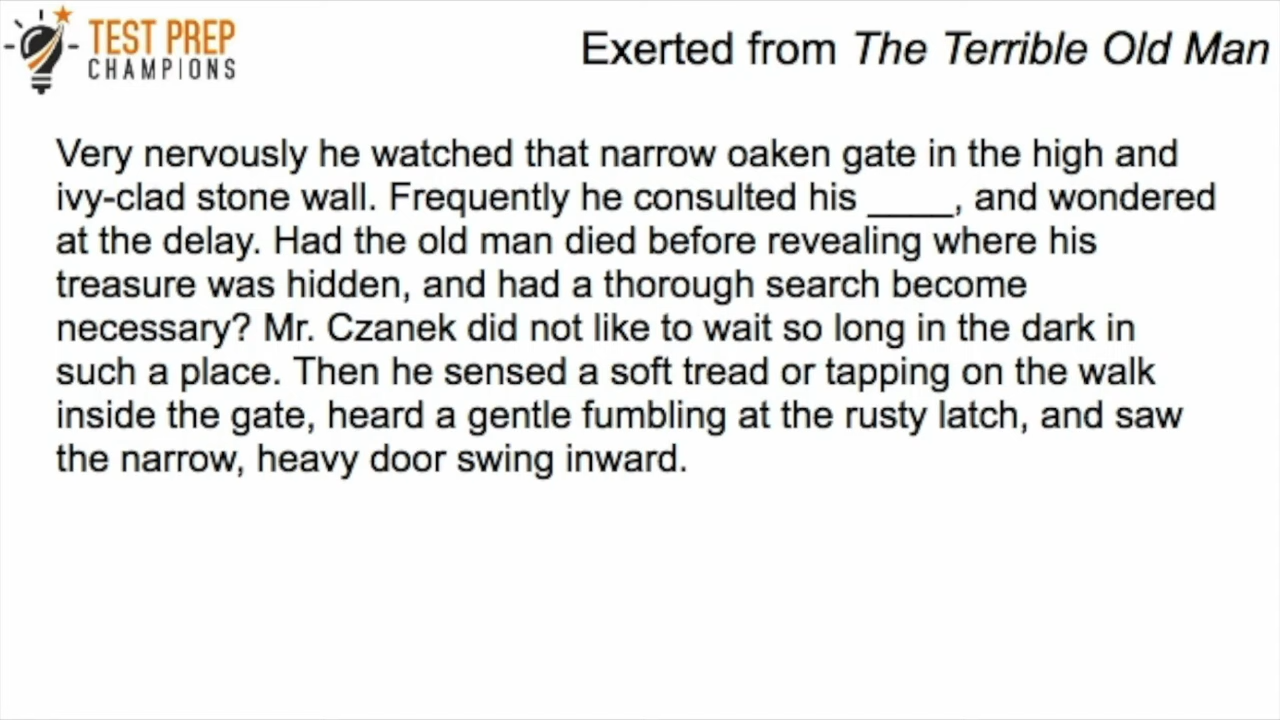 TEST PREP
CHAMPIONS
Exerted from The Terrible Old Man
Very nervously he watched that narrow oaken gate in the high and
ivy-clad stone wall. Frequently he consulted his ____, and wondered
at the delay. Had the old man died before revealing where his
treasure was hidden, and had a thorough search become
necessary? Mr. Czanek did not like to wait so long in the dark in
such a place. Then he sensed a soft tread or tapping on the walk
inside the gate, heard a gentle fumbling at the rusty latch, and saw
the narrow, heavy door swing inward.